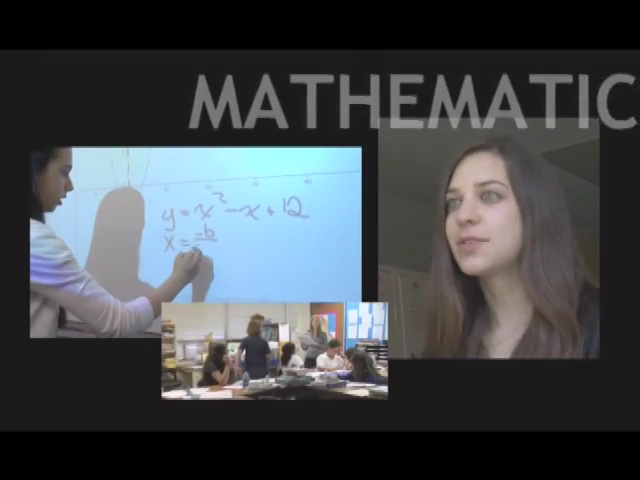 MATHEMATIC
y = x² - x + 12
x = -b